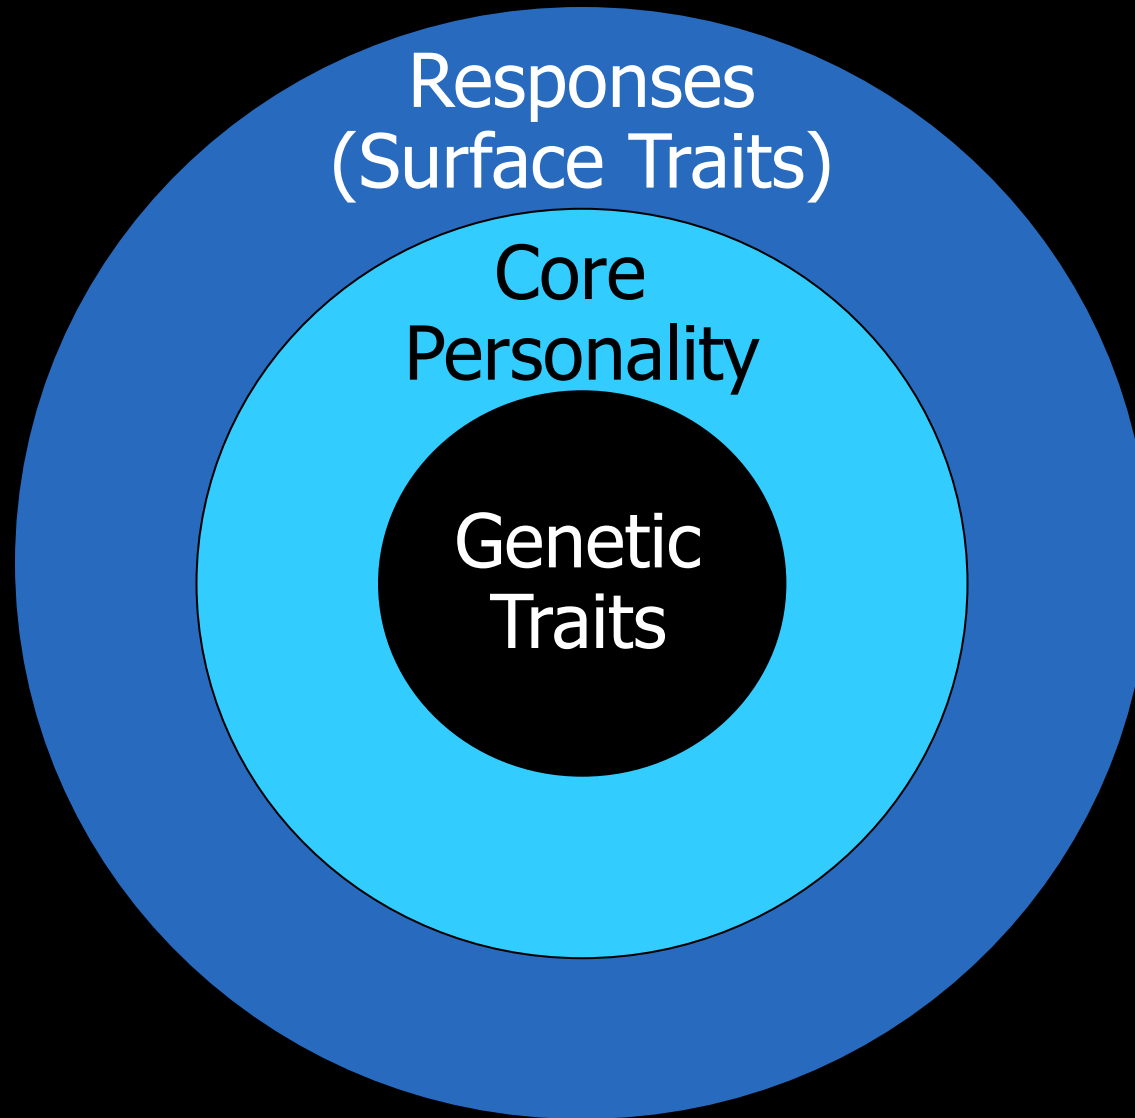 Responses
(Surface Traits)
Core
Personality
Genetic
Traits